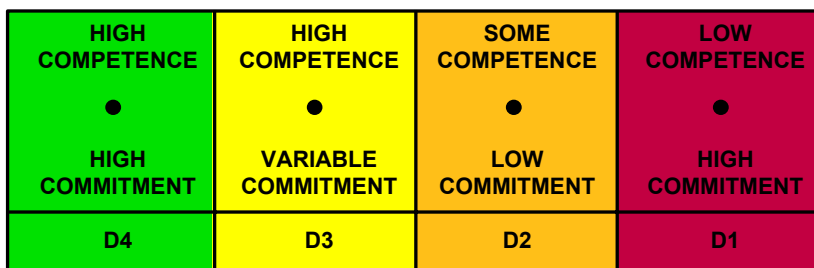 HIGH COMPETENCE
●
HIGH COMMITMENT
D4
HIGH COMPETENCE
●
VARIABLE COMMITMENT
D3
SOME COMPETENCE
●
LOW COMMITMENT
D2
LOW COMPETENCE
●
HIGH COMMITMENT
D1